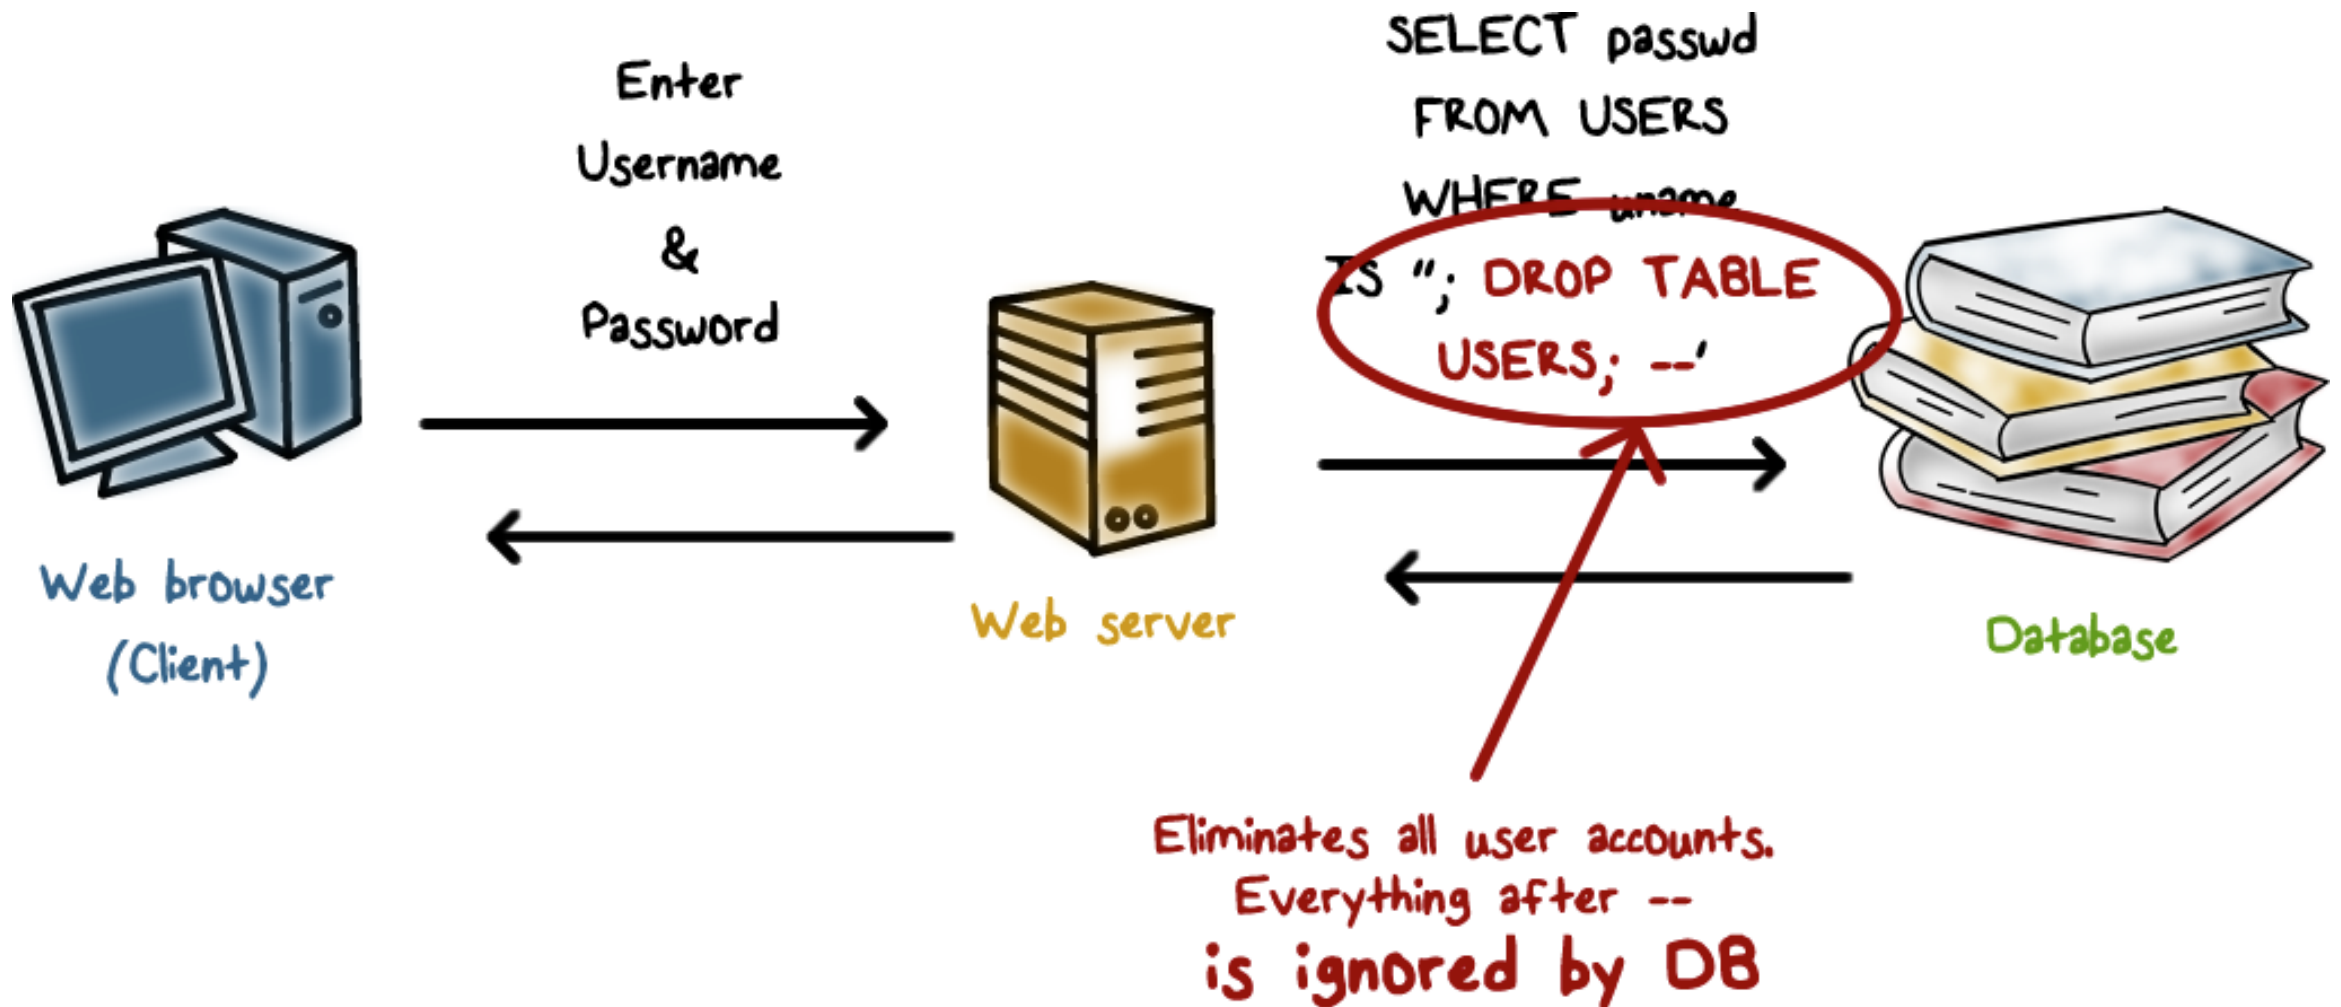 Enter
Username
&
Password
SELECT passwd
FROM USERS
WHERE uname
IS ''; DROP TABLE
USERS; --'
Web browser
(Client)
Web server
Database
Eliminates all user accounts.
Everything after --
is ignored by DB